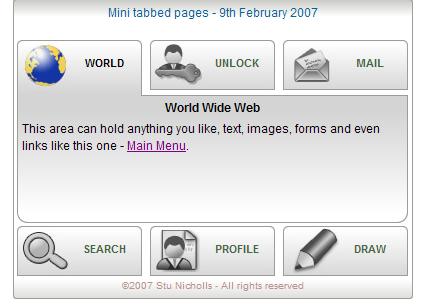 Mini tabbed pages - 9th February 2007
WORLD
UNLOCK
MAIL
World Wide Web
This area can hold anything you like, text, images, forms and even
links like this one - Main Menu.
SEARCH
PROFILE
DRAW
©2007 Stu Nicholls - All rights reserved